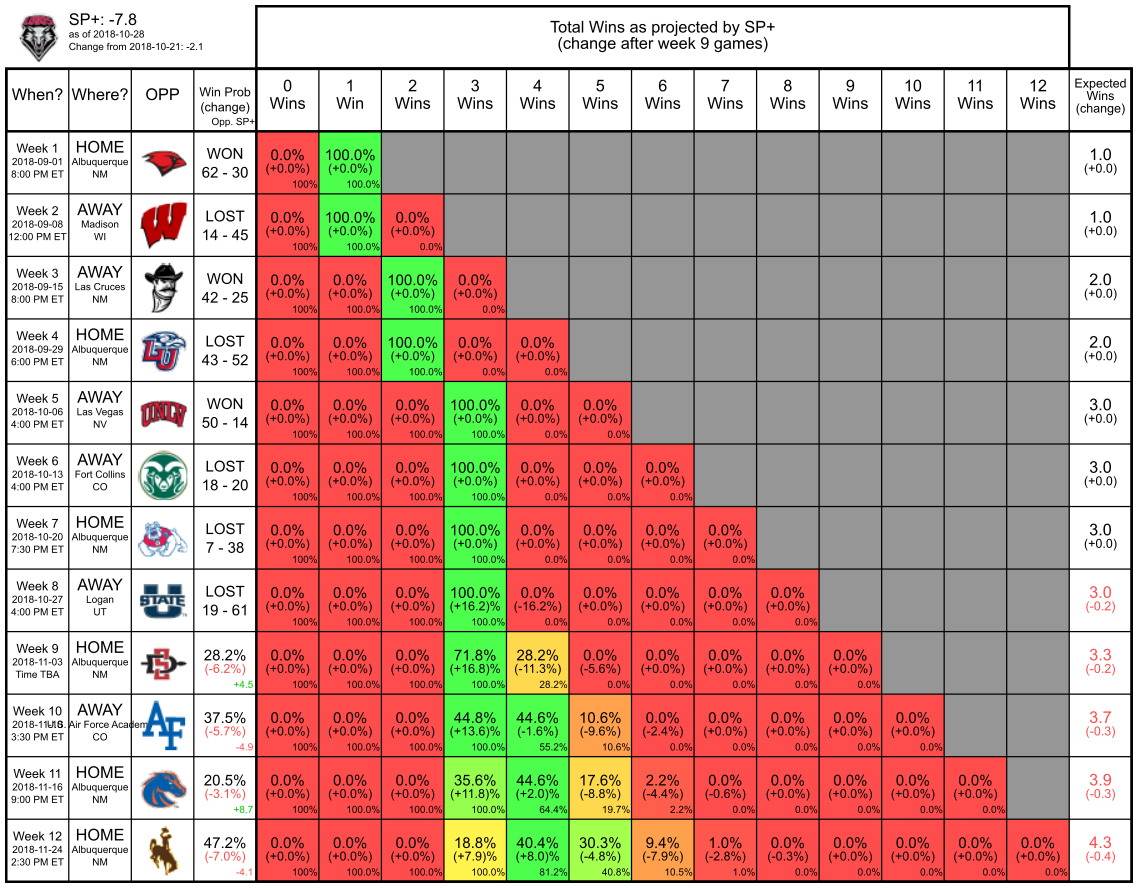 SP+: -7.8
as of 2018-10-28
Change from 2018-10-21: -2.1
Total Wins as projected by SP+
(change after week 9 games)
When? Where? OPP Win Prob (change) Opp. SP+ 0 Wins 1 Win 2 Wins 3 Wins 4 Wins 5 Wins 6 Wins 7 Wins 8 Wins 9 Wins 10 Wins 11 Wins 12 Wins Expected Wins (change)
Week 1 HOME
2018-09-01 Albuquerque WON 0.0% 100.0% 1.0
8:00 PM ET NM 62 - 30 (+0.0%) (+0.0%) (+0.0)
100% 100.0%
Week 2 AWAY W
2018-09-08 Madison LOST 0.0% 100.0% 0.0% 1.0
12:00 PM ET WI 14 - 45 (+0.0%) (+0.0%) (+0.0%) (+0.0)
100% 100.0% 0.0%
Week 3 AWAY
2018-09-15 Las Cruces WON 0.0% 0.0% 100.0% 0.0% 2.0
8:00 PM ET NM 42 - 25 (+0.0%) (+0.0%) (+0.0%) (+0.0%) (+0.0)
100% 100.0% 100.0% 0.0%
Week 4 HOME LU
2018-09-29 Albuquerque LOST 0.0% 0.0% 100.0% 0.0% 0.0% 2.0
6:00 PM ET NM 43 - 52 (+0.0%) (+0.0%) (+0.0%) (+0.0%) (+0.0%) (+0.0)
100% 100.0% 100.0% 0.0% 0.0%
Week 5 AWAY UNLV
2018-10-06 Las Vegas WON 0.0% 0.0% 0.0% 100.0% 0.0% 0.0% 3.0
4:00 PM ET NV 50 - 14 (+0.0%) (+0.0%) (+0.0%) (+0.0%) (+0.0%) (+0.0%) (+0.0)
100% 100.0% 100.0% 100.0% 0.0% 0.0%
Week 6 AWAY
2018-10-13 Fort Collins LOST 0.0% 0.0% 0.0% 100.0% 0.0% 0.0% 0.0% 3.0
4:00 PM ET CO 18 - 20 (+0.0%) (+0.0%) (+0.0%) (+0.0%) (+0.0%) (+0.0%) (+0.0%) (+0.0)
100% 100.0% 100.0% 100.0% 0.0% 0.0% 0.0%
Week 7 HOME
2018-10-20 Albuquerque LOST 0.0% 0.0% 0.0% 100.0% 0.0% 0.0% 0.0% 0.0% 3.0
7:30 PM ET NM 7 - 38 (+0.0%) (+0.0%) (+0.0%) (+0.0%) (+0.0%) (+0.0%) (+0.0%) (+0.0%) (+0.0)
100% 100.0% 100.0% 100.0% 0.0% 0.0% 0.0% 0.0%
Week 8 AWAY U STATE
2018-10-27 Logan LOST 0.0% 0.0% 0.0% 100.0% 0.0% 0.0% 0.0% 0.0% 0.0% 3.0
4:00 PM ET UT 19 - 61 (+0.0%) (+0.0%) (+0.0%) (+16.2)% (-16.2%) (+0.0%) (+0.0%) (+0.0%) (+0.0%) (-0.2)
100% 100.0% 100.0% 100.0% 0.0% 0.0% 0.0% 0.0% 0.0%
Week 9 HOME SD
2018-11-03 Albuquerque 28.2% 0.0% 0.0% 0.0% 71.8% 28.2% 0.0% 0.0% 0.0% 0.0% 0.0% 3.3
Time TBA NM (-6.2%) (+0.0%) (+0.0%) (+0.0%) (+16.8%) (-11.3%) (-5.6%) (+0.0%) (+0.0%) (+0.0%) (+0.0%) (-0.2)
+4.5 100% 100.0% 100.0% 100.0% 28.2% 0.0% 0.0% 0.0% 0.0% 0.0%
Week 10 AWAY AF
Air Force Academ 37.5% 0.0% 0.0% 0.0% 44.8% 44.6% 10.6% 0.0% 0.0% 0.0% 0.0% 0.0% 3.7
3:30 PM ET CO (-5.7%) (+0.0%) (+0.0%) (+0.0%) (+13.6%) (-1.6%) (-9.6%) (-2.4%) (+0.0%) (+0.0%) (+0.0%) (+0.0%) (-0.3)
-4.9 100% 100.0% 100.0% 100.0% 55.2% 10.6% 0.0% 0.0% 0.0% 0.0% 0.0%
Week 11 HOME
2018-11-16 Albuquerque 20.5% 0.0% 0.0% 0.0% 35.6% 44.6% 17.6% 2.2% 0.0% 0.0% 0.0% 0.0% 0.0% 3.9
9:00 PM ET NM (-3.1%) (+0.0%) (+0.0%) (+0.0%) (+11.8%) (+2.0)% (-8.8%) (-4.4%) (-0.6%) (+0.0%) (+0.0%) (+0.0%) (+0.0%) (-0.3)
+8.7 100% 100.0% 100.0% 100.0% 64.4% 19.7% 2.2% 0.0% 0.0% 0.0% 0.0% 0.0%
Week 12 HOME
2018-11-24 Albuquerque 47.2% 0.0% 0.0% 0.0% 18.8% 40.4% 30.3% 9.4% 1.0% 0.0% 0.0% 0.0% 0.0% 0.0% 4.3
2:30 PM ET NM (-7.0%) (+0.0%) (+0.0%) (+0.0%) (+7.9)% (+8.0)% (-4.8%) (-7.9%) (-2.8%) (-0.3%) (+0.0%) (+0.0%) (+0.0%) (+0.0%) (-0.4)
-4.1 100% 100.0% 100.0% 100.0% 81.2% 40.8% 10.5% 1.0% 0.0% 0.0% 0.0% 0.0% 0.0%